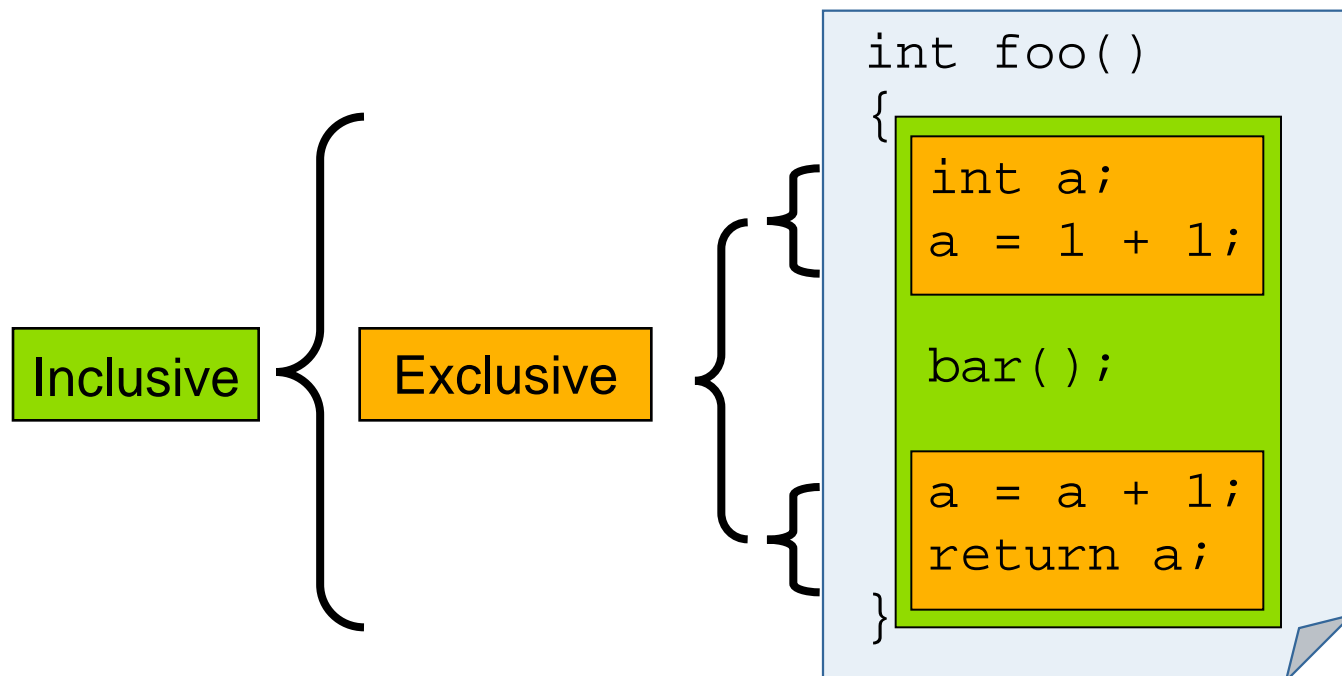 Inclusive
Exclusive
int foo()
{
int a;
a = 1 + 1;
bar();
a = a + 1;
return a;
}